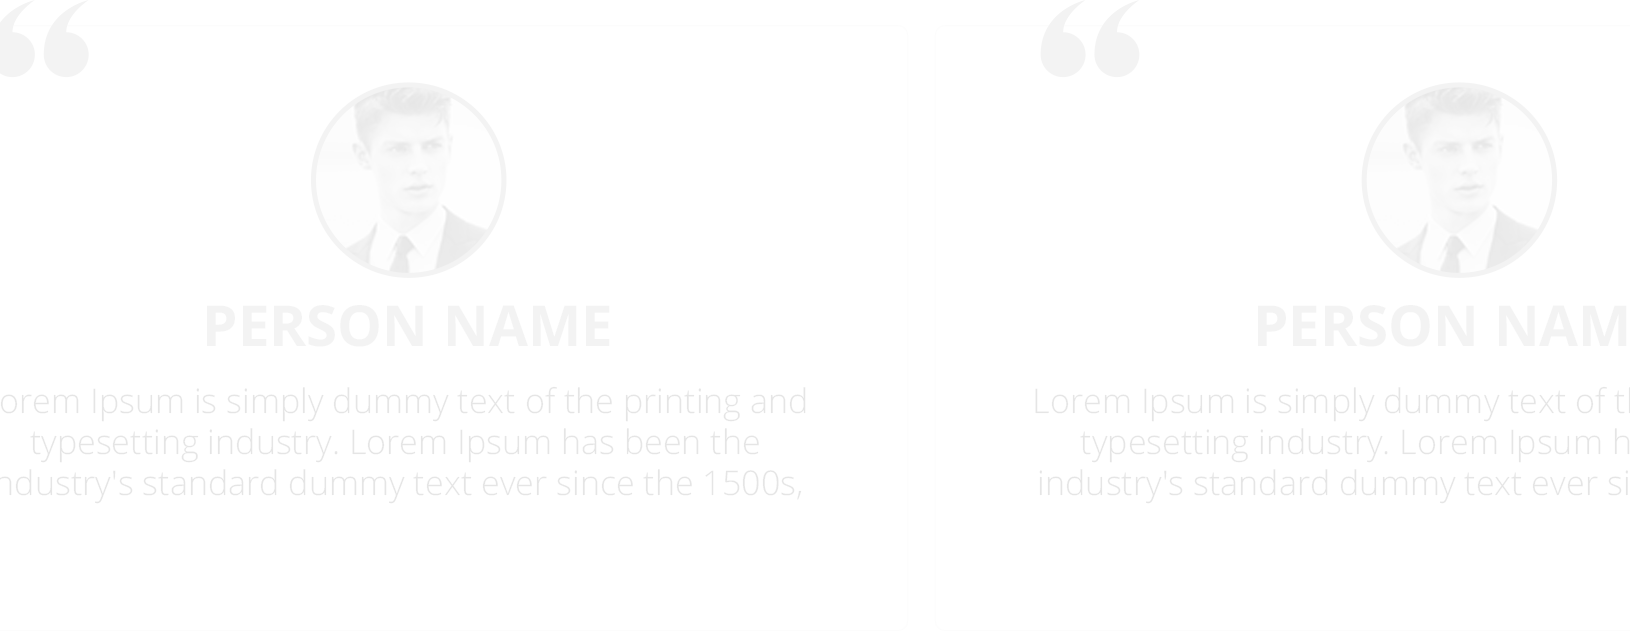 “
PERSON NAME
orem Ipsum is simply dummy text of the printing and
typesetting industry. Lorem Ipsum has been the
ndustry's standard dummy text ever since the 1500s,
“
PERSON NAM
Lorem Ipsum is simply dummy text of th
typesetting industry. Lorem Ipsum h
industry's standard dummy text ever si